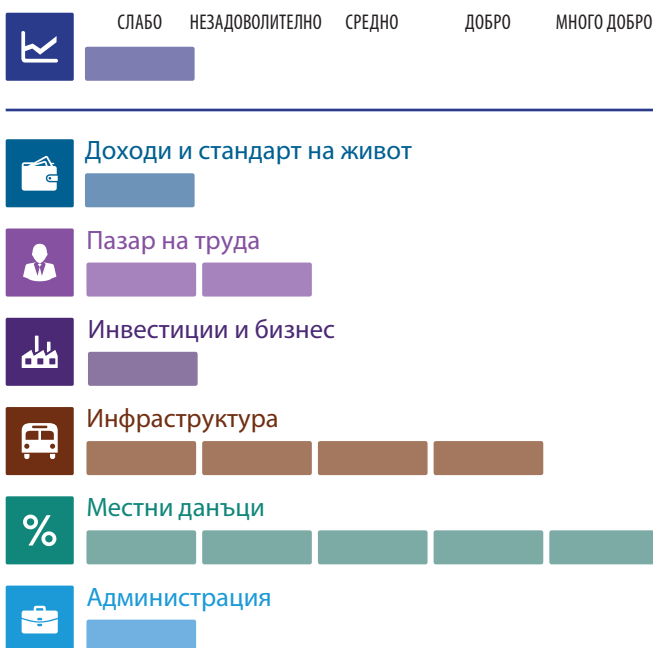 СЛАБО НЕЗАДОВОЛИТЕЛНО СРЕДНО ДОБРО МНОГО ДОБРО
Доходи и стандарт на живот
Пазар на труда
Инвестиции и бизнес
Инфраструктура
% Местни данъци
Администрация